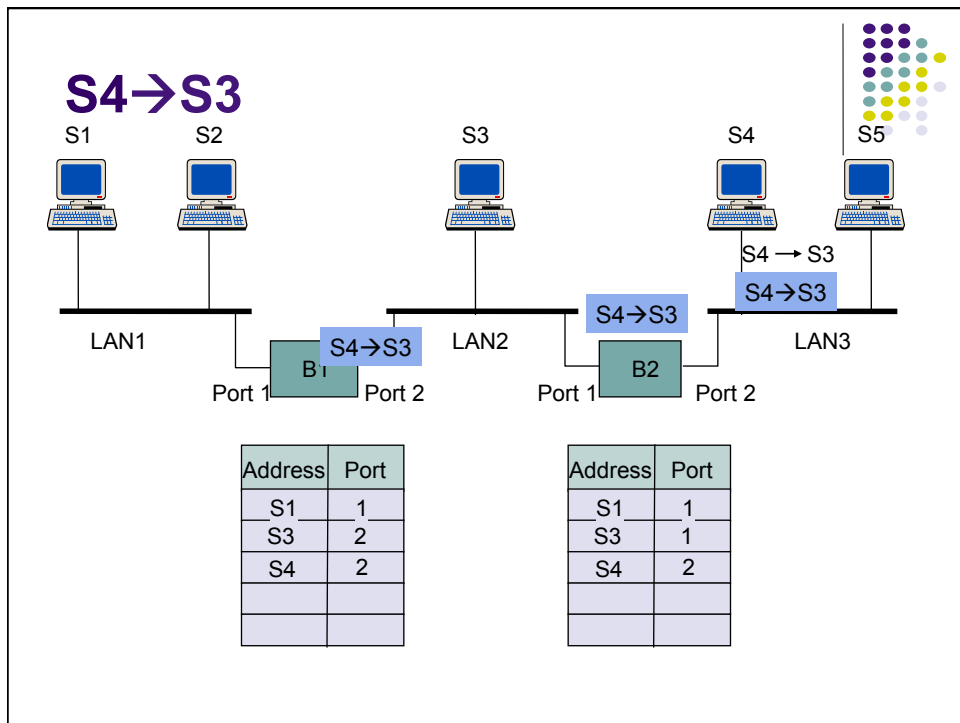 S4→S3
S1 S2 S3 S4 S5
S4 → S3
S4→S3
S4→S3
S4→S3
LAN1 LAN2 LAN3
B1 B2
Port 1 Port 2 Port 1 Port 2
Address Port
S1 1
S3 2
S4 2
Address Port
S1 1
S3 1
S4 2